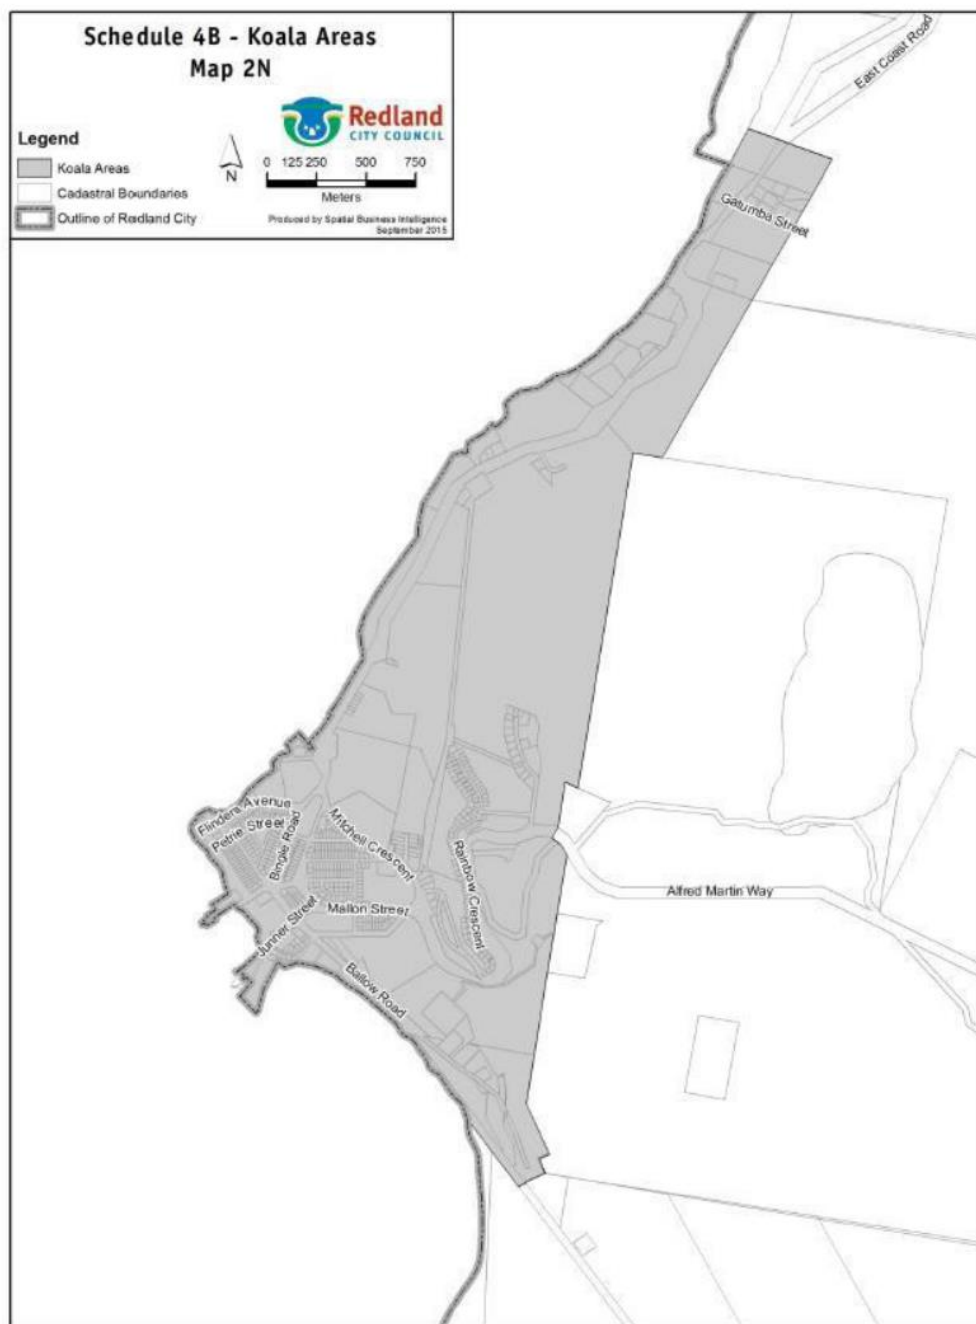 Schedule 4B - Koala Areas
Map 2N
Redland
CITY COUNCIL
Legend
Koala Areas
Cadastral Boundaries
Outline of Redland City
N
0 125 250 500 750
Meters
Produced by Spatial Business Intelligence
September 2015
East Coast Road
Gatumba Street
Flinders Avenue
Petrie Street
Bingle Road
Mitchell Crescent
Rainbow Crescent
Alfred Martin Way
Mallon Street
Junner Street
Ballow Road